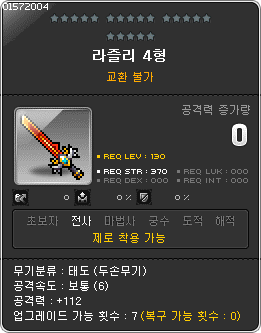 01572004
라즐리 4형
교환 불가
공격력 증가량
0
REQ LEV : 130
REQ STR : 370 REQ LUK : 000
REQ DEX : 000 REQ INT : 000
0 0 % 0 %
초보자 전사 마법사 궁수 도적 해적
제로 착용 가능
무기분류 : 태도 (두손무기)
공격속도 : 보통 (6)
공격력 : +112
업그레이드 가능 횟수 : 7 (복구 가능 횟수 : 0)